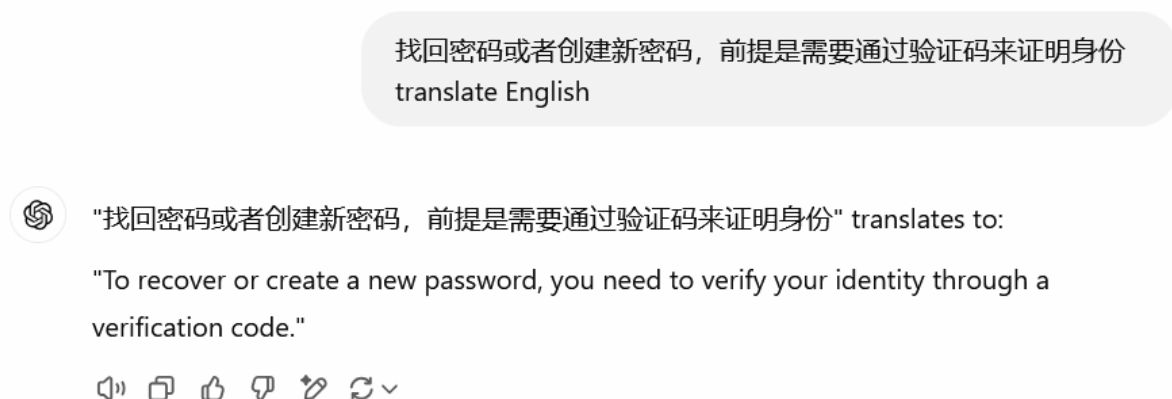 找回密码或者创建新密码，前提是需要通过验证码来证明身份
translate English
"找回密码或者创建新密码，前提是需要通过验证码来证明身份" translates to:
"To recover or create a new password, you need to verify your identity through a
verification code."